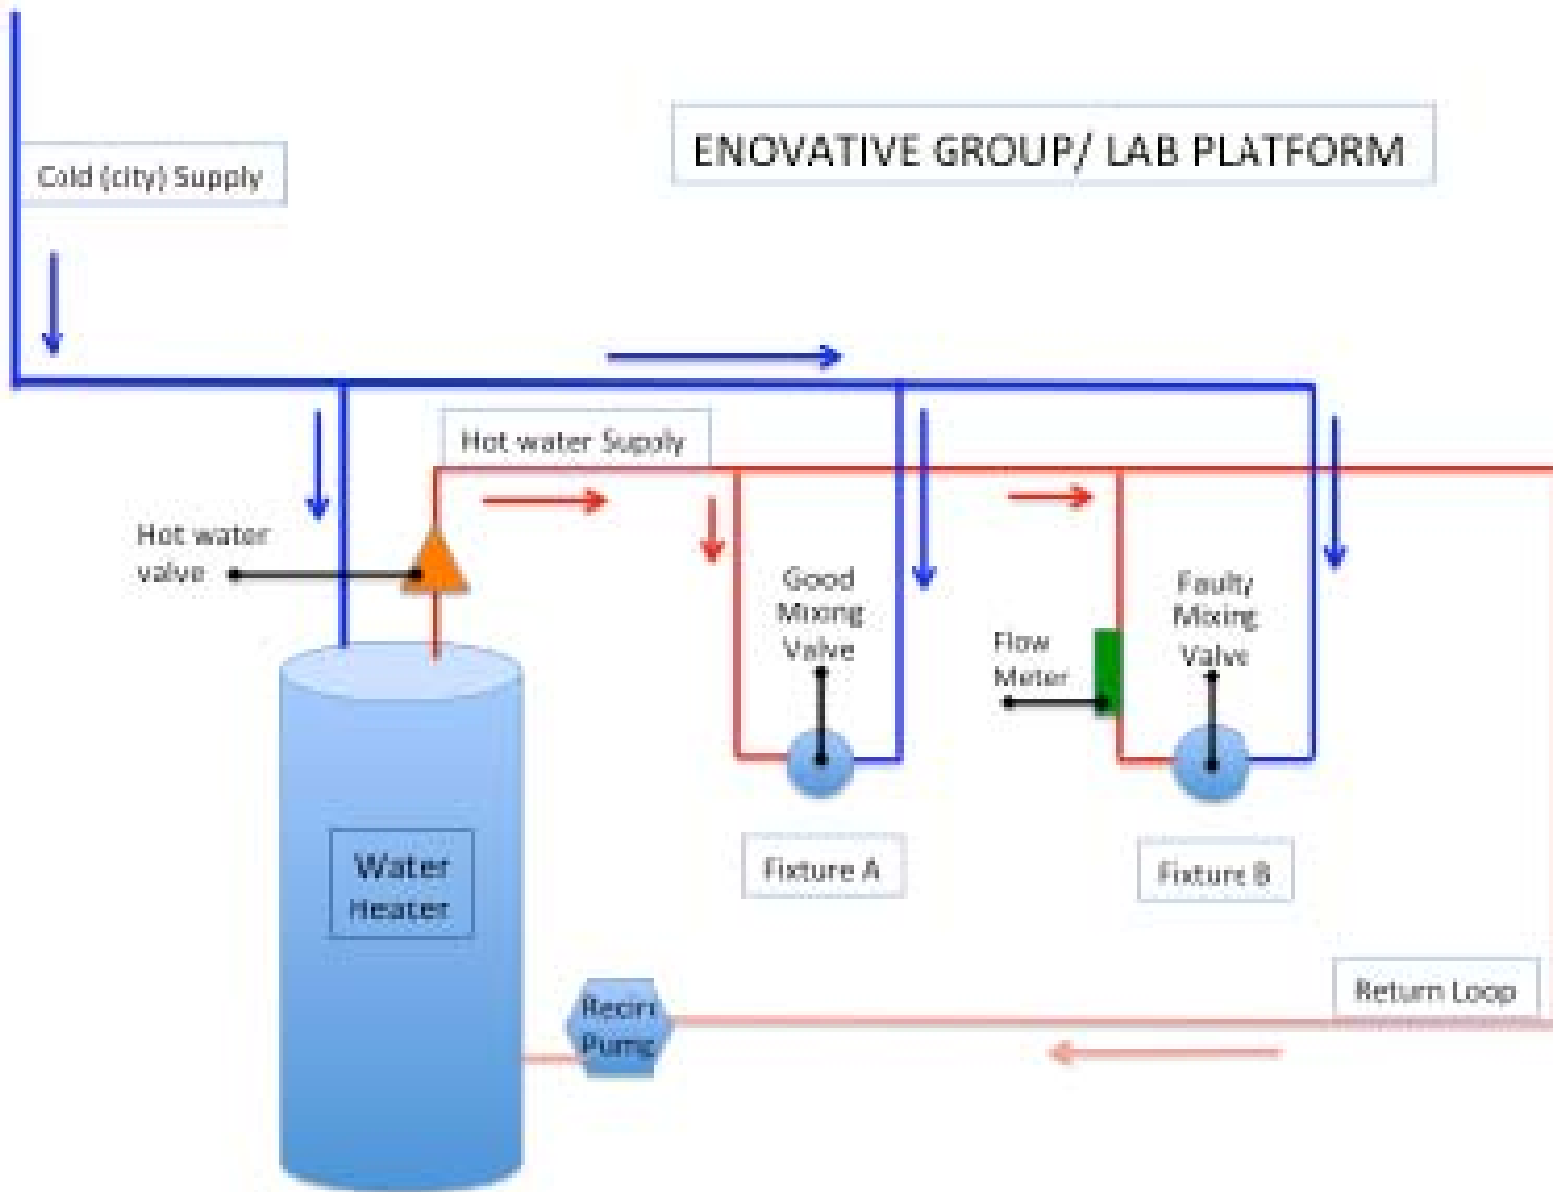 ENOVATIVE GROUP/ LAB PLATFORM
Cold (city) Supply
Hot water Supply
Hot water
valve
Good
Mixing
Valve
Faulty
Mixing
Valve
Flow
Meter
Water
Heater
Fixture A
Fixture B
Recirc
Pump
Return Loop